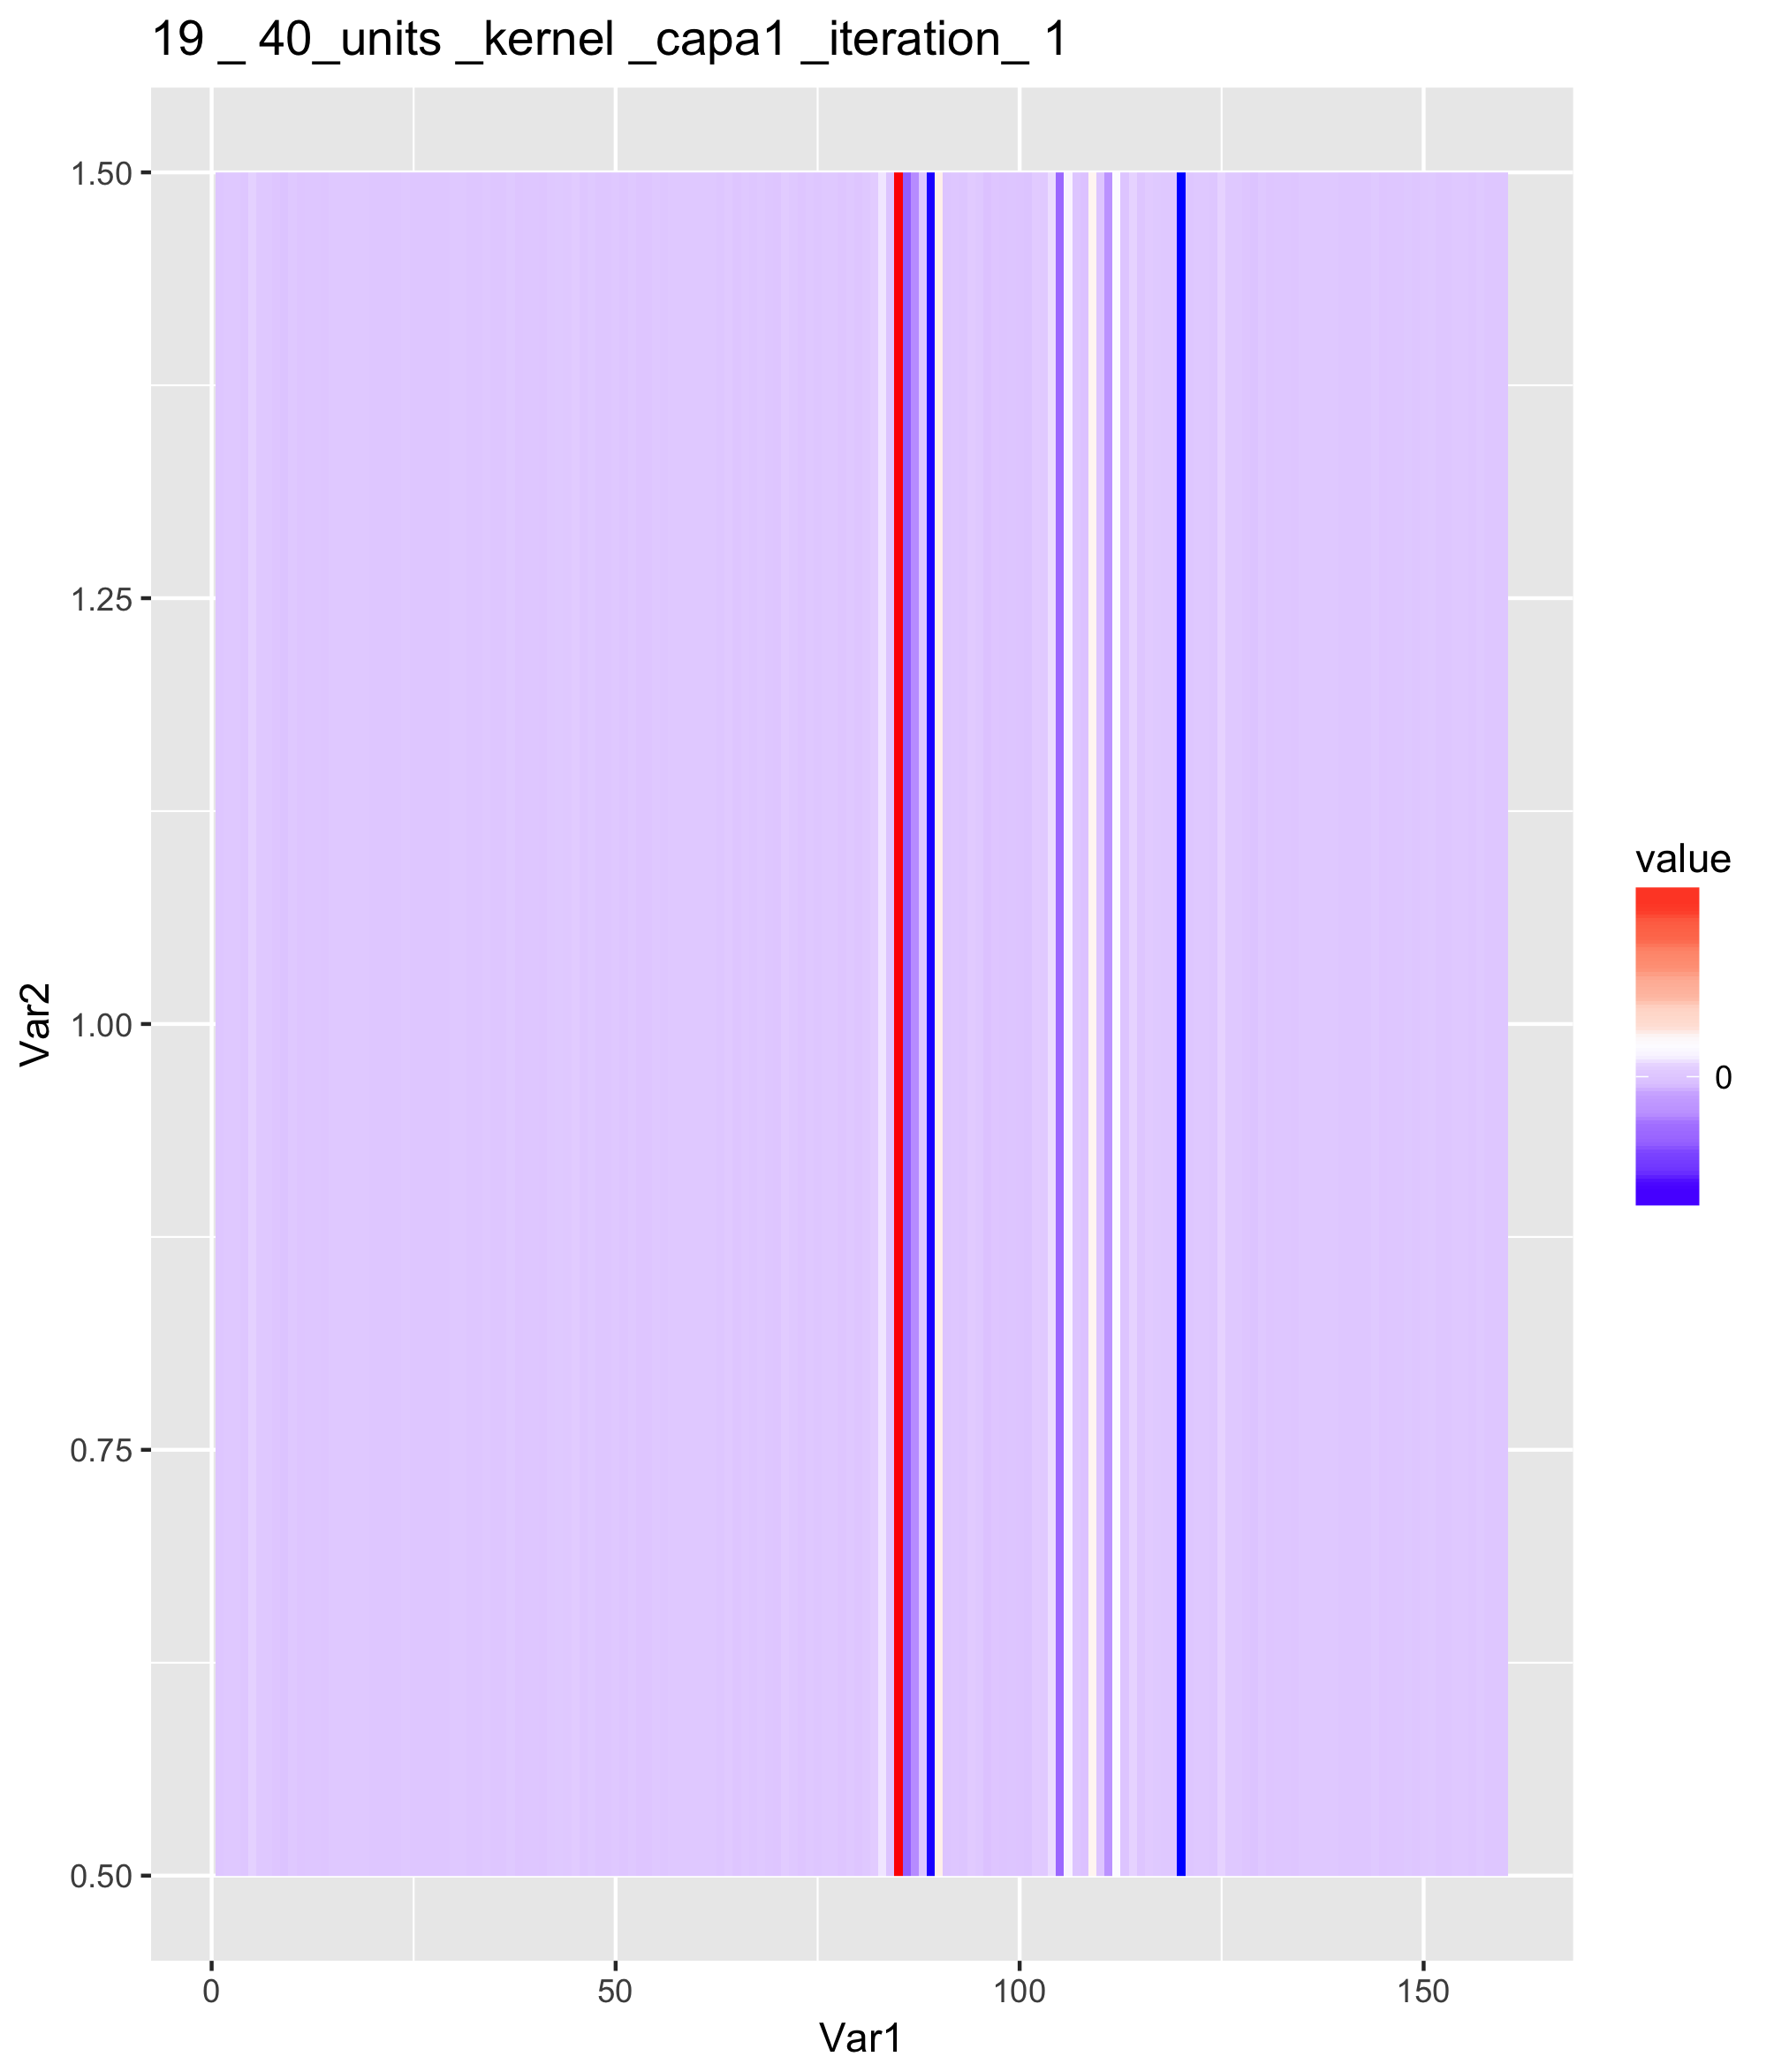 19 _ 40_units _kernel _capa1 _iteration_ 1
1.50
1.25
1.00
0.75
0.50
Var2
0
50
100
150
Var1
value
0